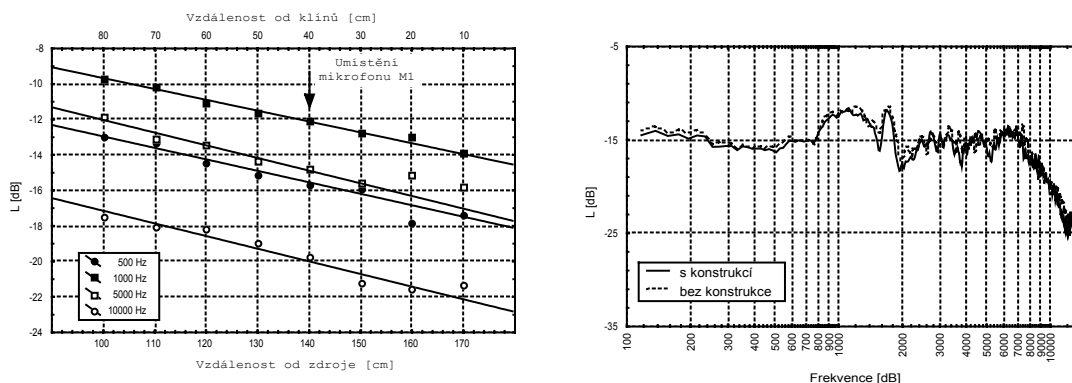 Vzdálenost od klínů [cm]
80 70 60 50 40 30 20 10
-8
-10
-12
-14
-16
-18
-20
-22
-24
L [dB]
Umístění
mikrofonu M1
500 Hz
1000 Hz
5000 Hz
10000 Hz
100 110 120 130 140 150 160 170
Vzdálenost od zdroje [cm]
-5
-15
-25
-35
L [dB]
s konstrukcí
bez konstrukce
100 200 300 400 500 600 700 800 900 1000 2000 3000 4000 5000 6000 7000 8000 9000 10000
Frekvence [dB]